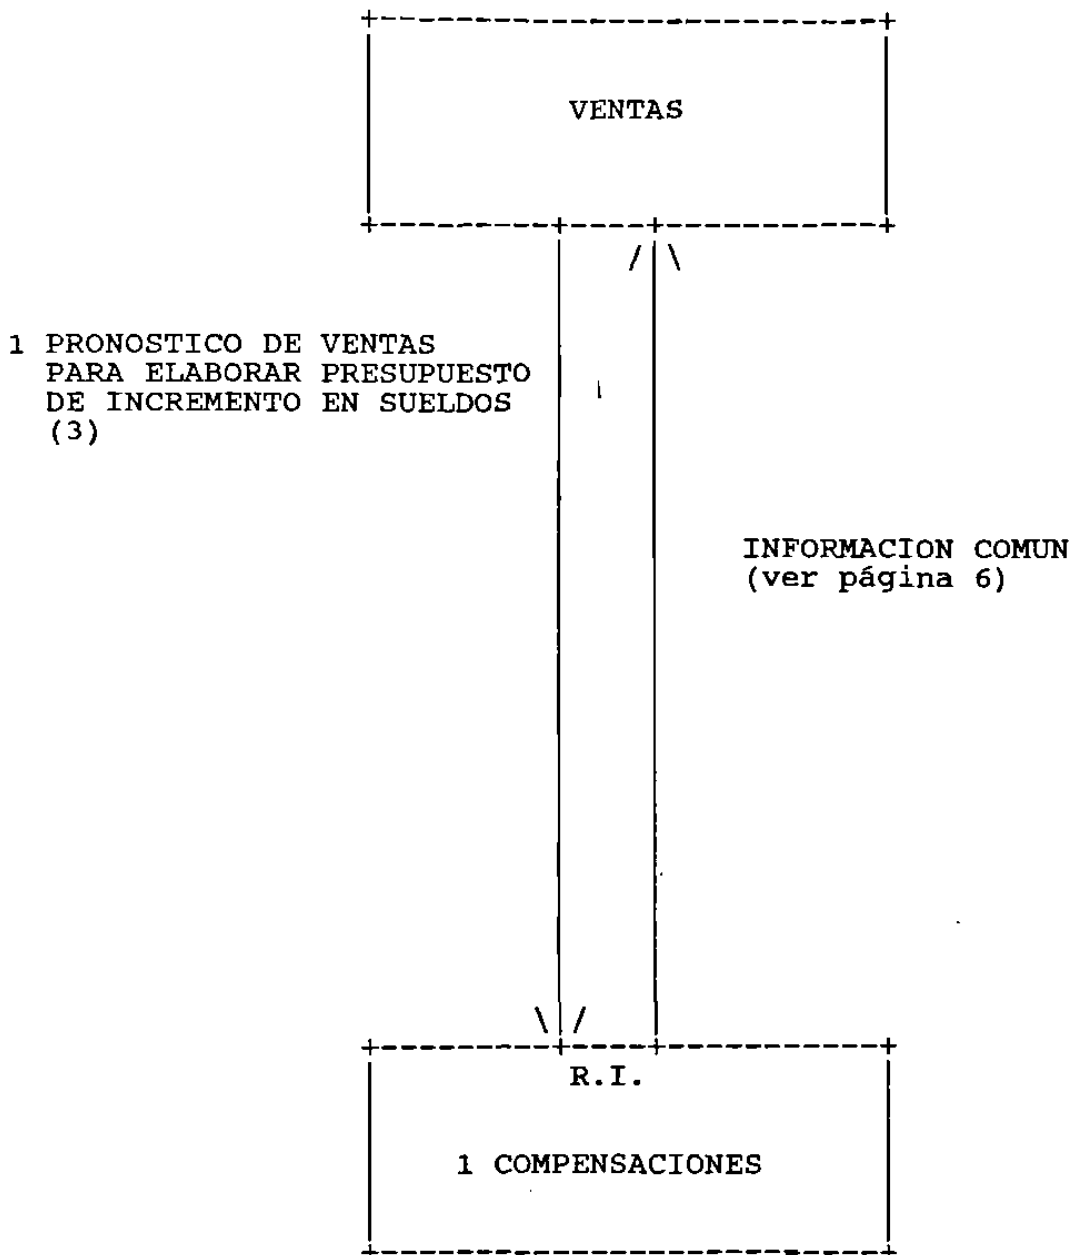 VENTAS
1 PRONOSTICO DE VENTAS
PARA ELABORAR PRESUPUESTO
DE INCREMENTO EN SUELDOS
(3)
INFORMACION COMUN
(ver página 6)
R.I.
1 COMPENSACIONES